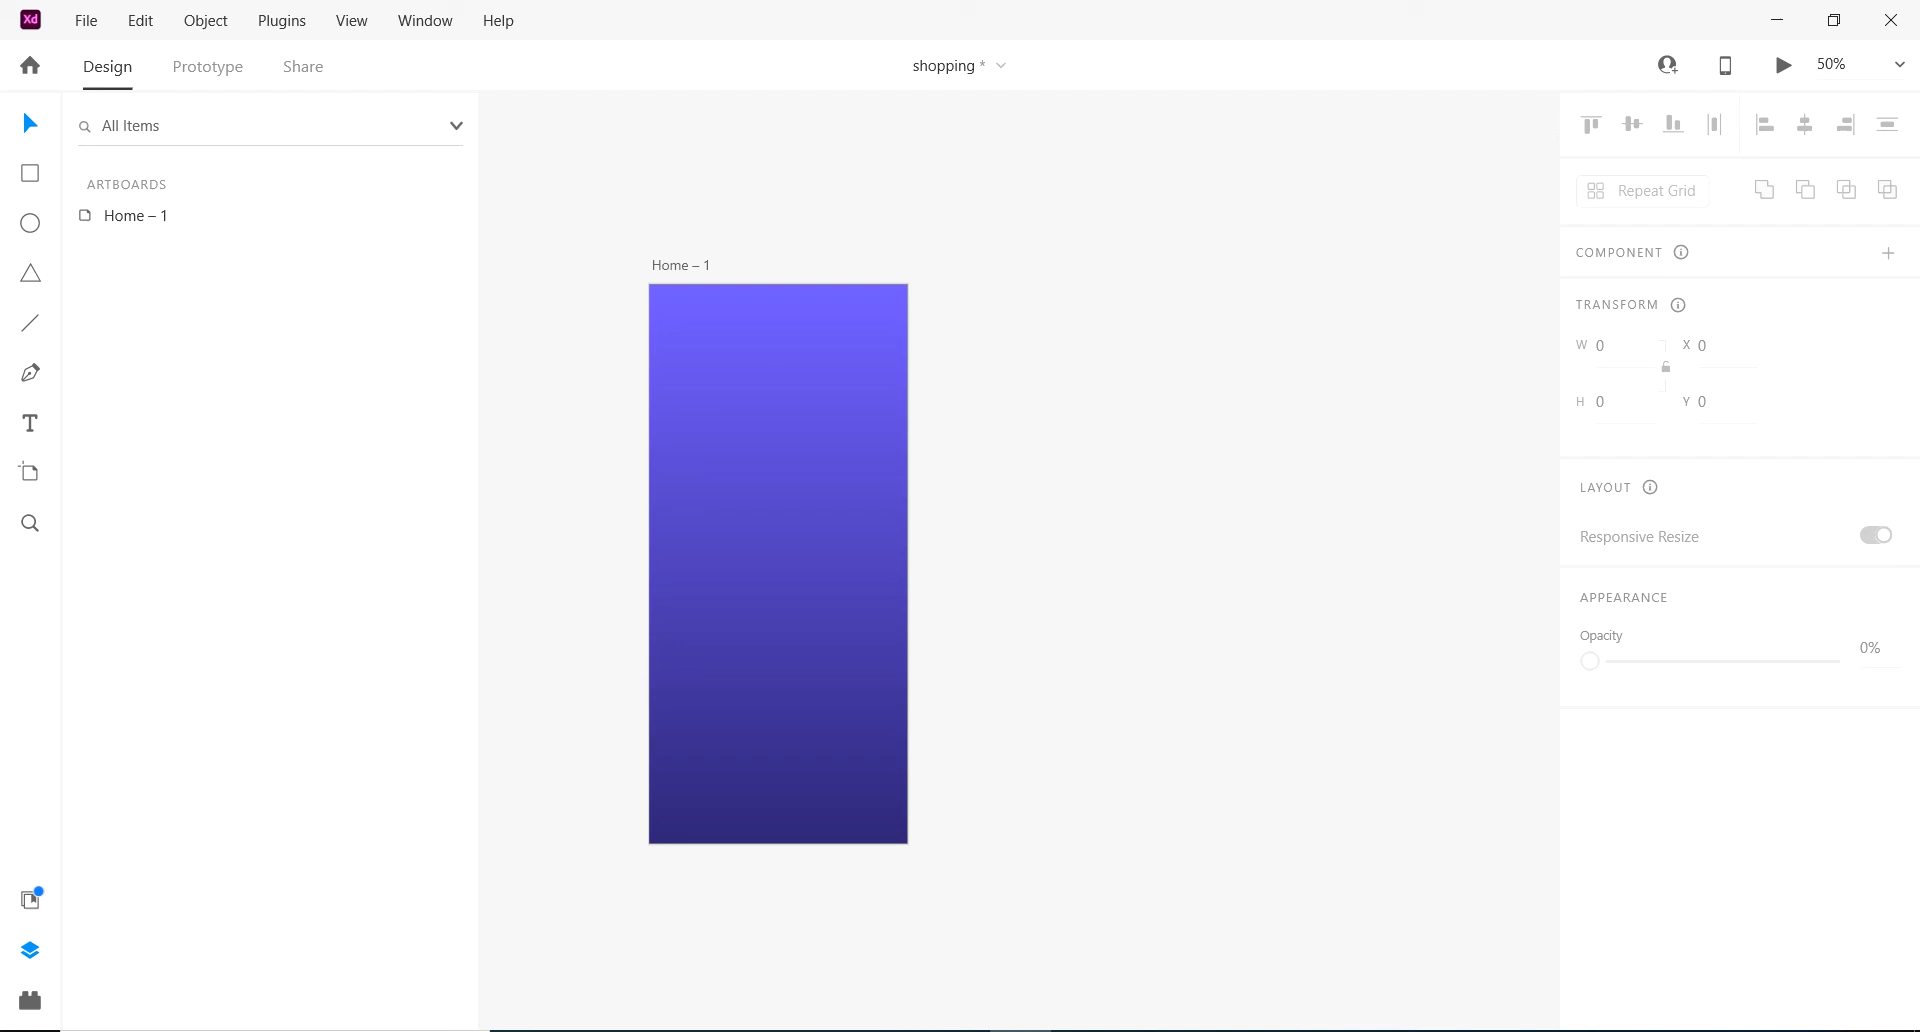 Xd File Edit Object Plugins View Window Help
Design Prototype Share shopping * 50%
All Items
ARTBOARDS
Home – 1
Home – 1
Repeat Grid
COMPONENT
TRANSFORM
W 0 X 0
H 0 Y 0
LAYOUT
Responsive Resize
APPEARANCE
Opacity
0%